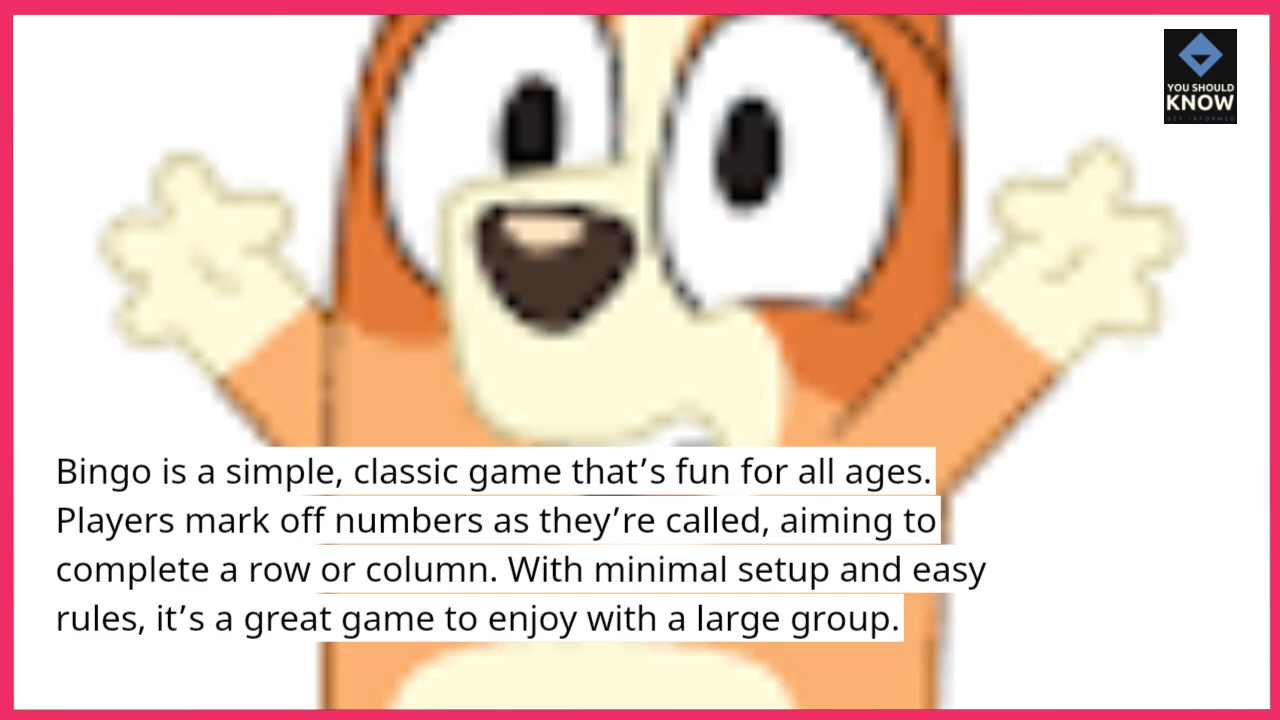 YOU SHOULD
KNOW
GET INFORMED
Bingo is a simple, classic game that’s fun for all ages.
Players mark off numbers as they’re called, aiming to
complete a row or column. With minimal setup and easy
rules, it’s a great game to enjoy with a large group.